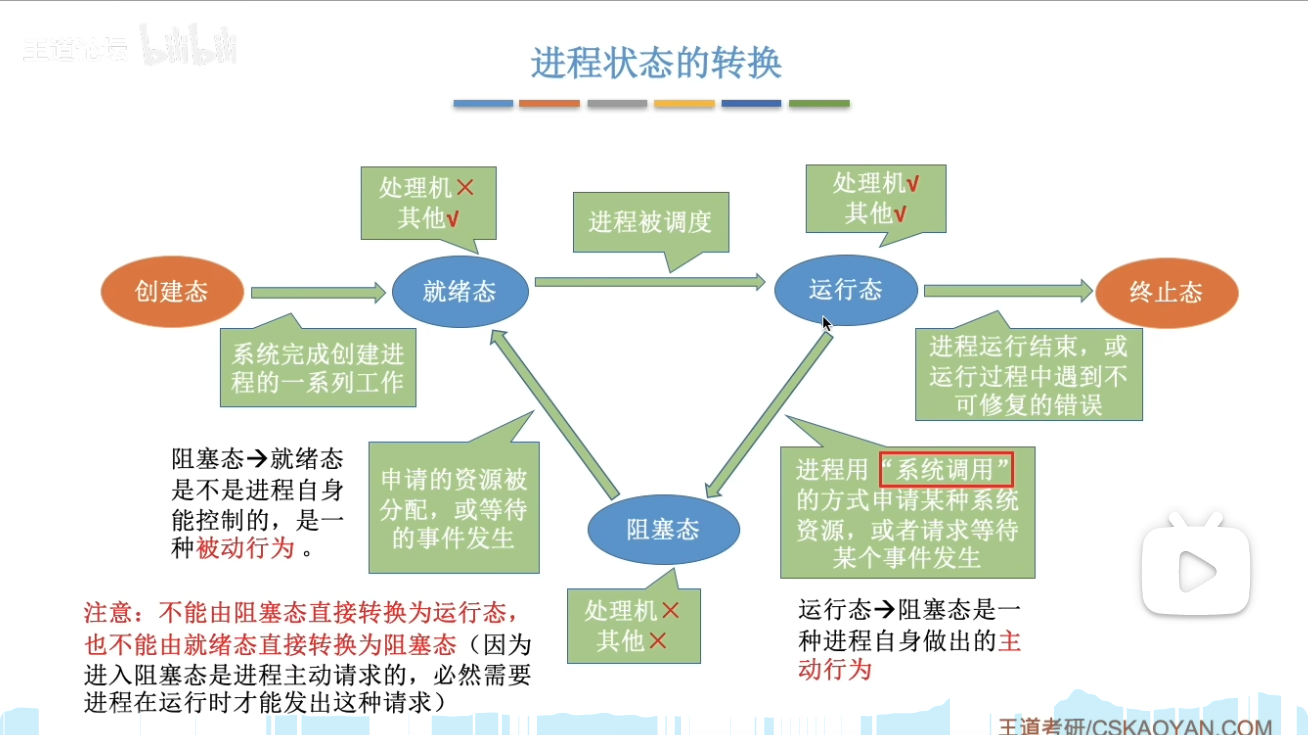 王道论坛 bilibili
进程状态的转换
处理机×
其他√
进程被调度
处理机√
其他√
创建态
就绪态
运行态
终止态
系统完成创建进
程的一系列工作
进程运行结束，或
运行过程中遇到不
可修复的错误
阻塞态→就绪态
是不是进程自身
能控制的，是一
种被动行为 。
申请的资源被
分配，或等待
的事件发生
进程用 “系统调用”
的方式申请某种系统
资源，或者请求等待
某个事件发生
阻塞态
处理机×
其他×
运行态→阻塞态是一
种进程自身做出的主
动行为
注意：不能由阻塞态直接转换为运行态，
也不能由就绪态直接转换为阻塞态（因为
进入阻塞态是进程主动请求的，必然需要
进程在运行时才能发出这种请求）
王道考研/CSKAOYAN.COM